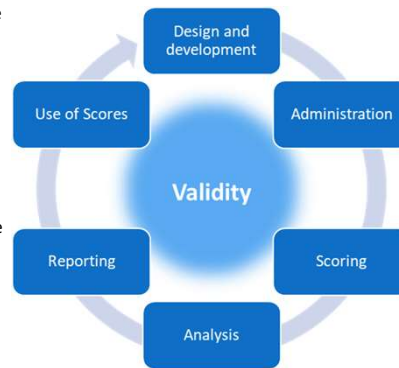 e
Design and
development
Use of Scores
Administration
Validity
e
Reporting
Scoring
Analysis